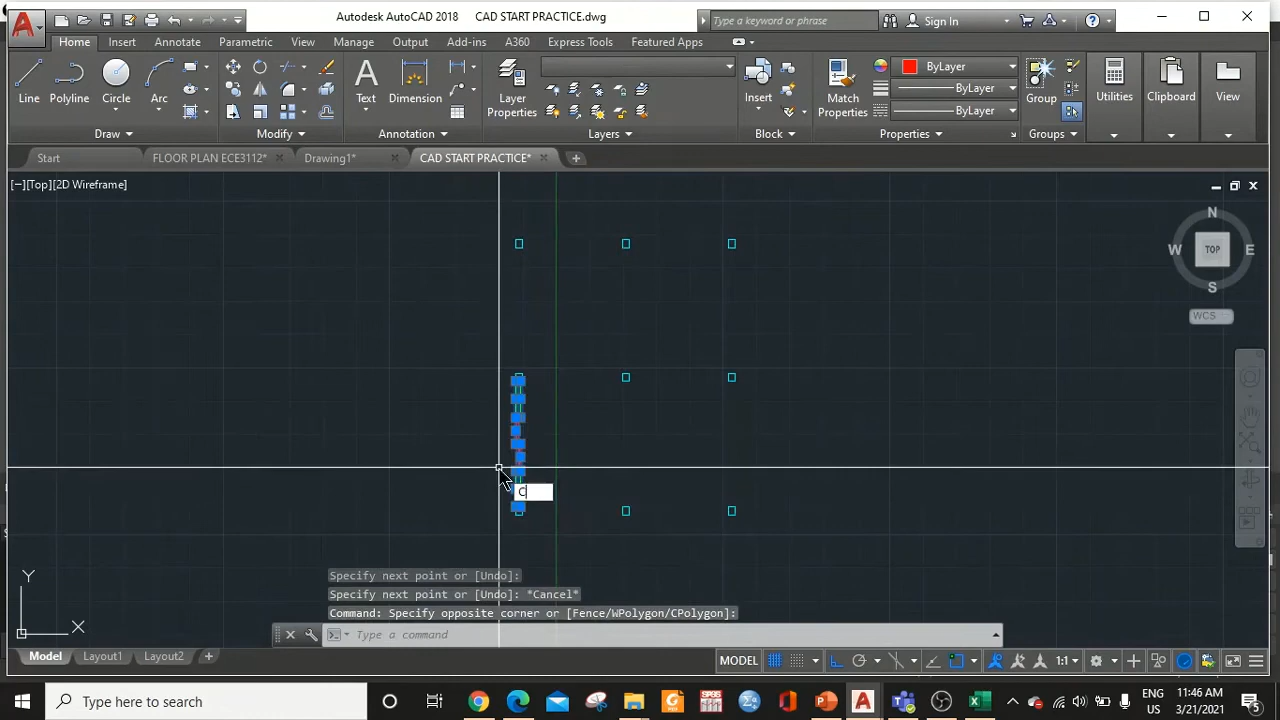 Autodesk AutoCAD 2018 CAD START PRACTICE.dwg Type a keyword or phrase Sign In
Home Insert Annotate Parametric View Manage Output Add-ins A360 Express Tools Featured Apps
Line Polyline Circle Arc Text Dimension Layer Properties Insert Match Properties ByLayer Group Utilities Clipboard View
ByLayer
ByLayer
Draw Modify Annotation Layers Block Properties Groups
Start FLOOR PLAN ECE3112* Drawing1* CAD START PRACTICE*
[−][Top][2D Wireframe]
N
W TOP E
S
WCS
C
Y
X
Specify next point or [Undo]:
Specify next point or [Undo]: *Cancel*
Command: Specify opposite corner or [Fence/WPolygon/CPolygon]:
Type a command
Model Layout1 Layout2 MODEL 1:1
Type here to search
ENG
US
11:46 AM
3/21/2021
5